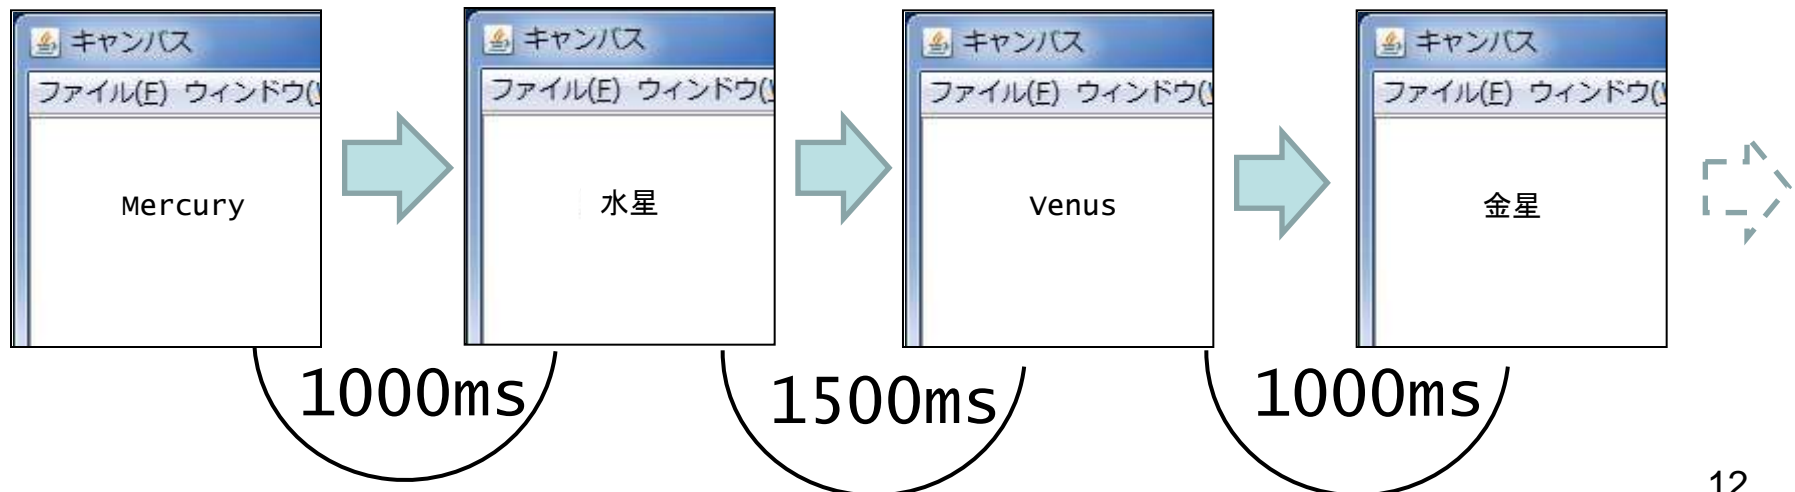 キャンバス
ファイル(F) ウィンドウ(
Mercury
キャンバス
ファイル(F) ウィンドウ(
水星
キャンバス
ファイル(F) ウィンドウ(
Venus
キャンバス
ファイル(F) ウィンドウ(
金星
1000ms
1500ms
1000ms
12